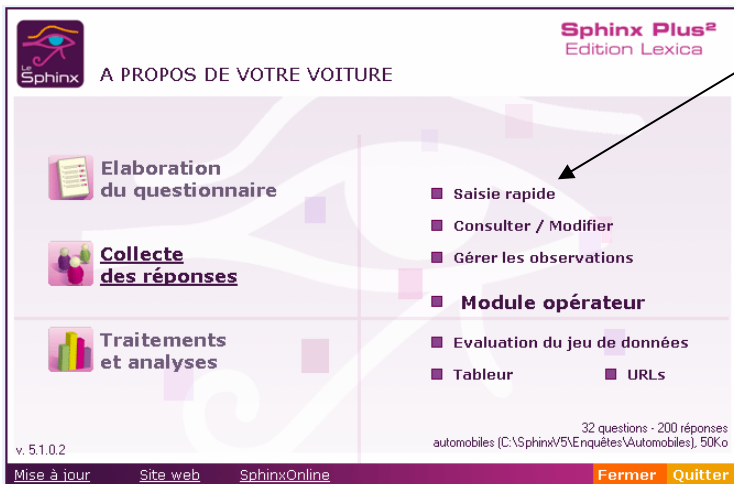 Le
Sphinx
A PROPOS DE VOTRE VOITURE
Sphinx Plus²
Edition Lexica
Elaboration
du questionnaire
Collecte
des réponses
Traitements
et analyses
Saisie rapide
Consulter / Modifier
Gérer les observations
Module opérateur
Evaluation du jeu de données
Tableur
URLs
32 questions - 200 réponses
automobiles (C:\SphinxV5\Enquêtes\Automobiles), 50Ko
v. 5.1.0.2
Mise à jour
Site web
SphinxOnline
Fermer
Quitter